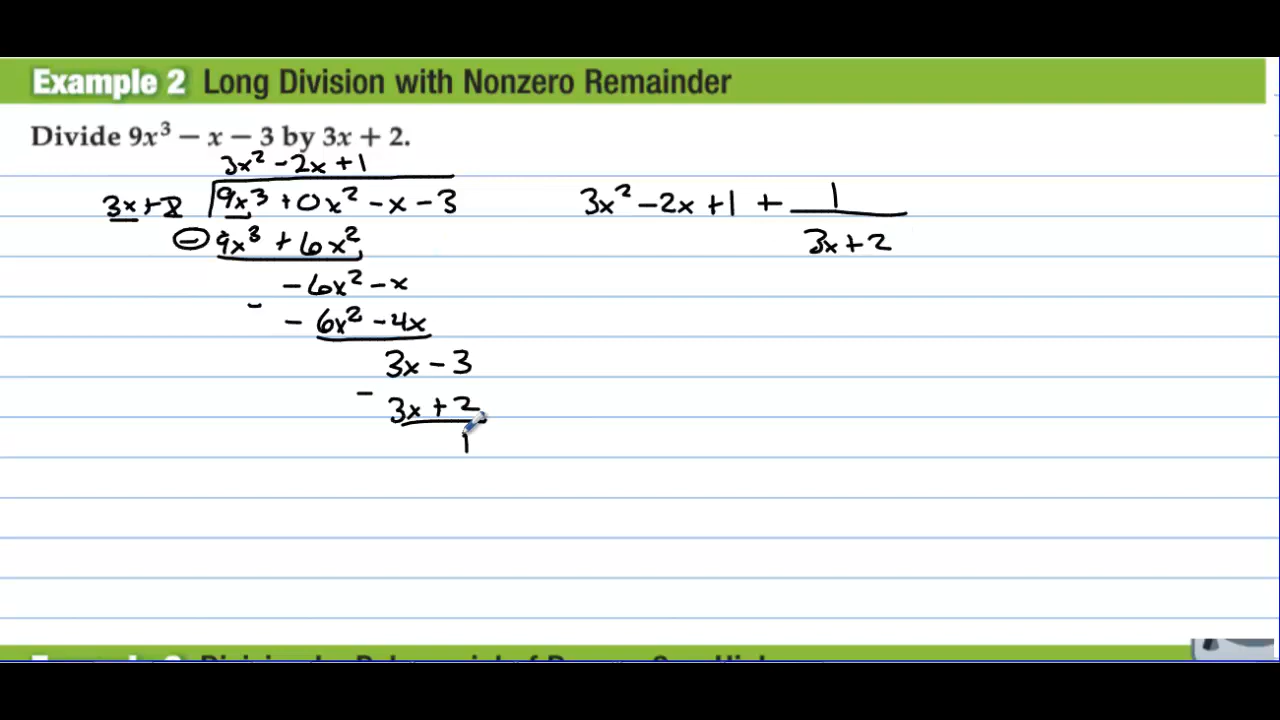 Example 2 Long Division with Nonzero Remainder
Divide 9x³ − x − 3 by 3x + 2.
3x² − 2x + 1
3x + 2 9x³ + 0x² − x − 3 3x² − 2x + 1 + 1
− 9x³ + 6x² 3x + 2
− 6x² − x
−
− 6x² − 4x
3x − 3
−
3x + 2
1